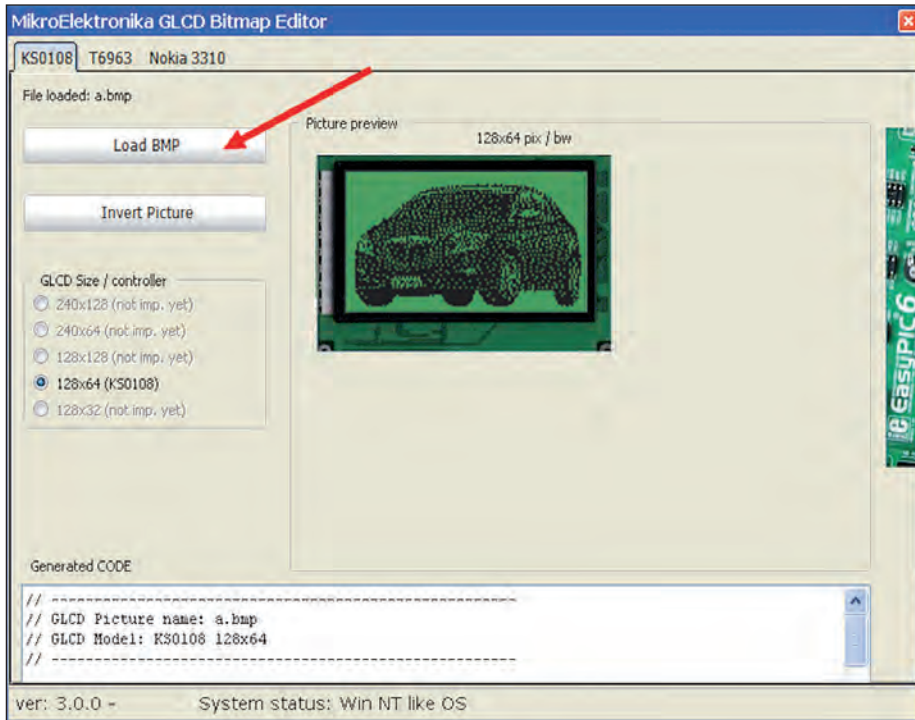 MikroElektronika GLCD Bitmap Editor
KS0108 T6963 Nokia 3310
File loaded: a.bmp
Load BMP
Invert Picture
GLCD Size / controller
240x128 (not imp. yet)
240x64 (not imp. yet)
128x128 (not imp. yet)
128x64 (KS0108)
128x32 (not imp. yet)
Picture preview
128x64 pix / bw
EasyPIC 6
Generated CODE
// -----------------------------------------------------
// GLCD Picture name: a.bmp
// GLCD Model: KS0108 128x64
// -----------------------------------------------------
ver: 3.0.0 - System status: Win NT like OS